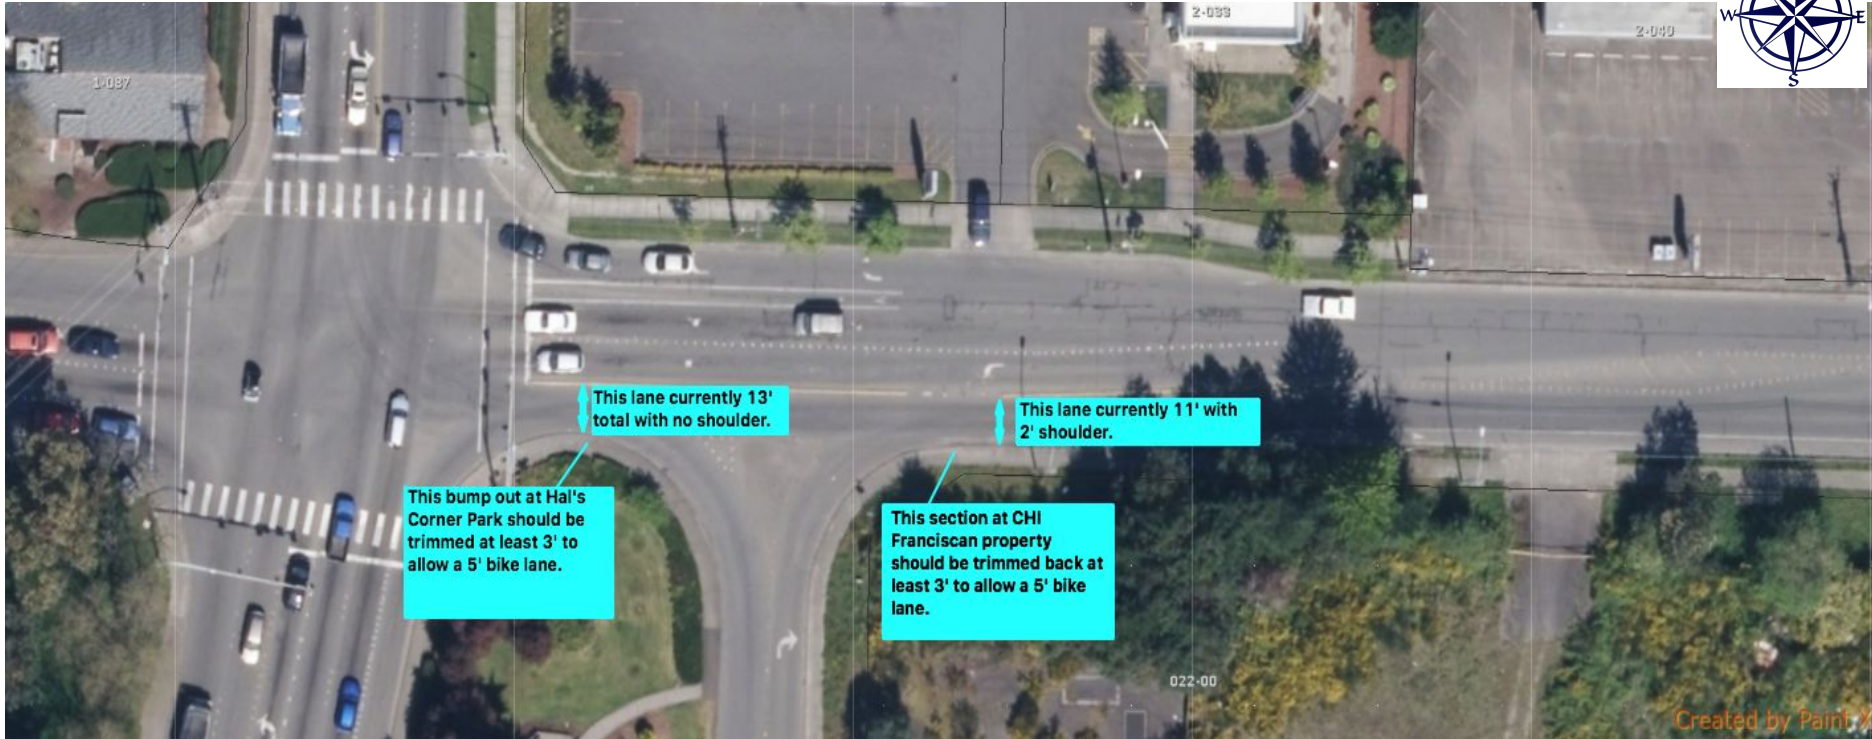 2-033
W
E
2-040
S
1-087
This lane currently 13'
total with no shoulder.
This lane currently 11' with
2' shoulder.
This bump out at Hal's
Corner Park should be
trimmed at least 3' to
allow a 5' bike lane.
This section at CHI
Franciscan property
should be trimmed back at
least 3' to allow a 5' bike
lane.
022-00
Created by Paint X